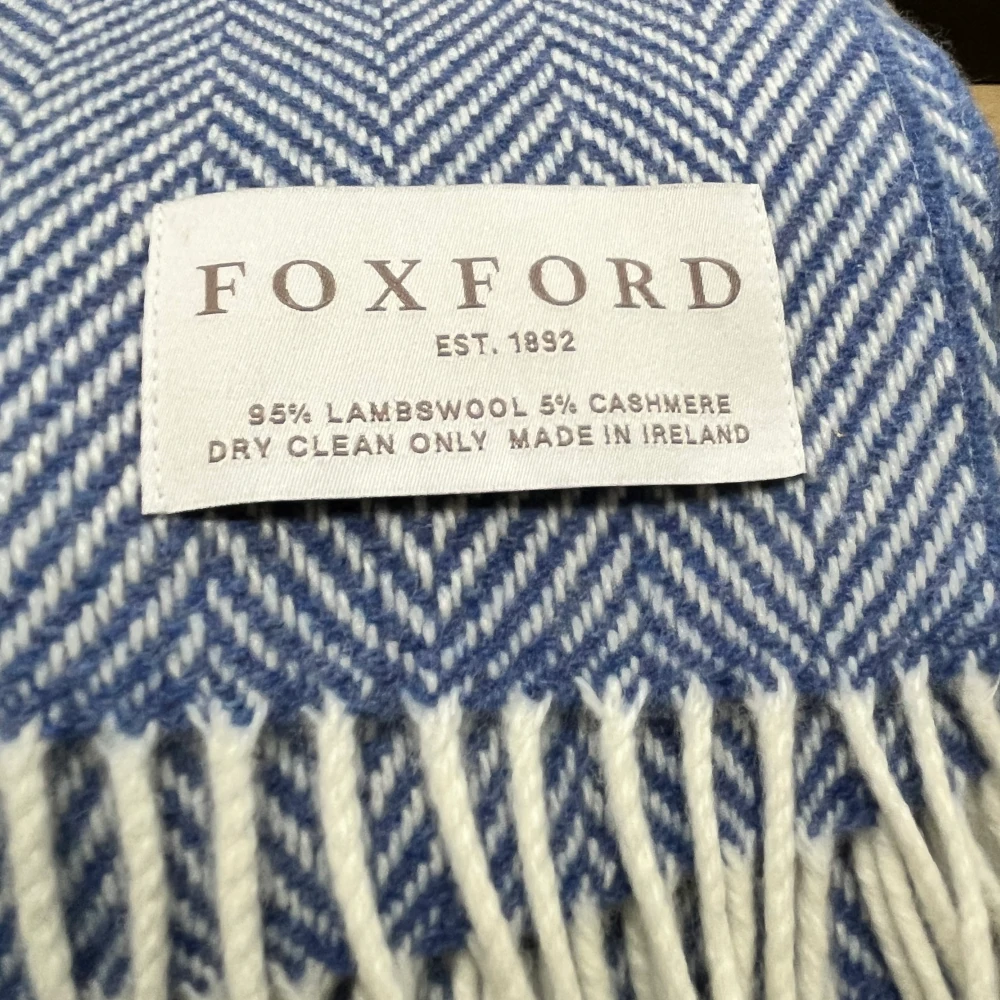 FOXFORD
EST. 1892
95% LAMBSWOOL 5% CASHMERE
DRY CLEAN ONLY MADE IN IRELAND